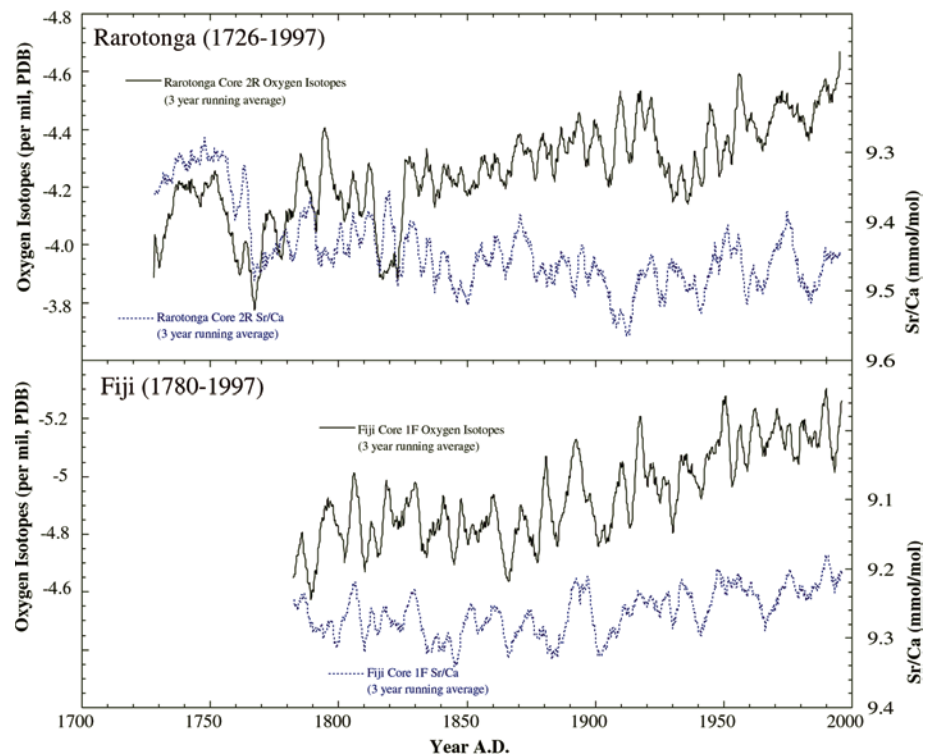 Rarotonga (1726-1997)
Rarotonga Core 2R Oxygen Isotopes
(3 year running average)
Rarotonga Core 2R Sr/Ca
(3 year running average)
Oxygen Isotopes (per mil, PDB)
-4.8
-4.6
-4.4
-4.2
-4.0
-3.8
9.3
9.4
9.5
9.6
Sr/Ca (mmol/mol)
Fiji (1780-1997)
Fiji Core 1F Oxygen Isotopes
(3 year running average)
Fiji Core 1F Sr/Ca
(3 year running average)
Oxygen Isotopes (per mil, PDB)
-5.2
-5
-4.8
-4.6
9.1
9.2
9.3
9.4
Sr/Ca (mmol/mol)
1700 1750 1800 1850 1900 1950 2000
Year A.D.